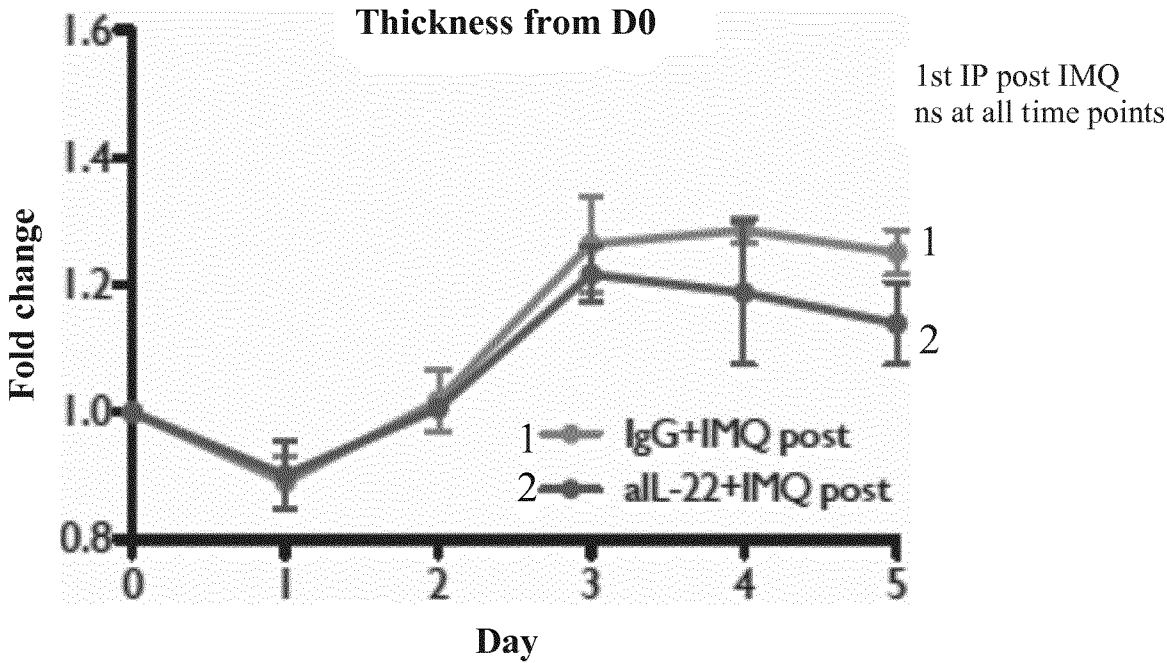 Thickness from D0
1.6
1st IP post IMQ
ns at all time points
1.4
1
1.2
2
Fold change
1.0
1 IgG+IMQ post
2 aIL-22+IMQ post
0.8
0 1 2 3 4 5
Day